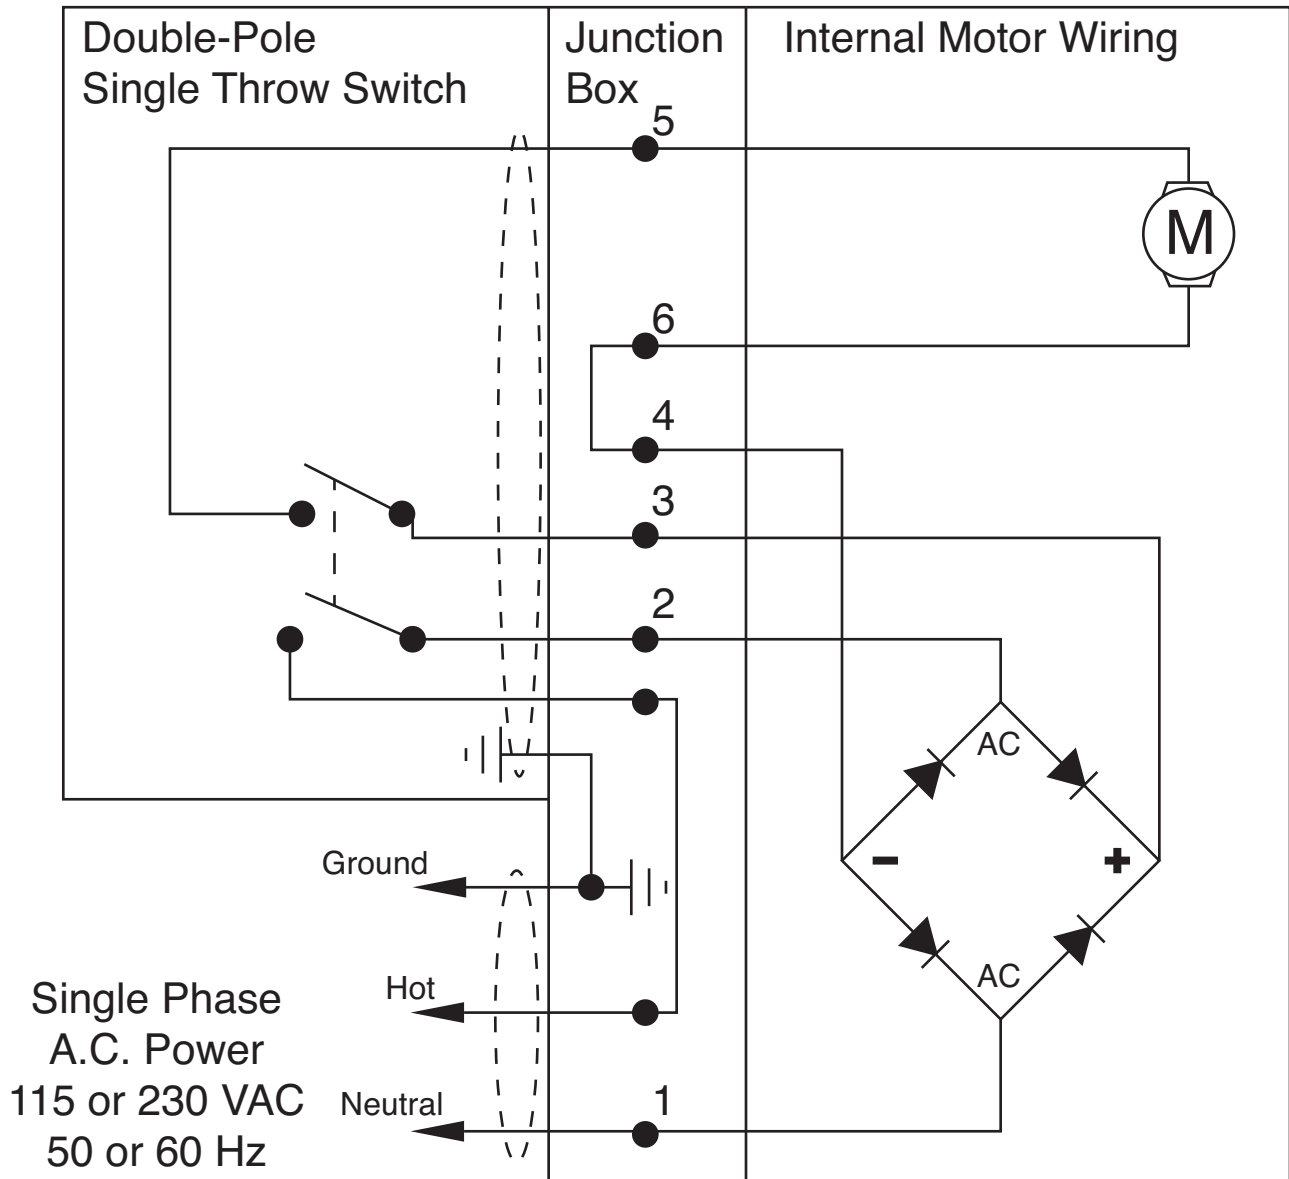 Double-Pole
Single Throw Switch
Junction
Box
Internal Motor Wiring
5
M
6
4
3
2
AC
–
+
Ground
AC
Hot
Single Phase
A.C. Power
115 or 230 VAC
50 or 60 Hz
Neutral
1